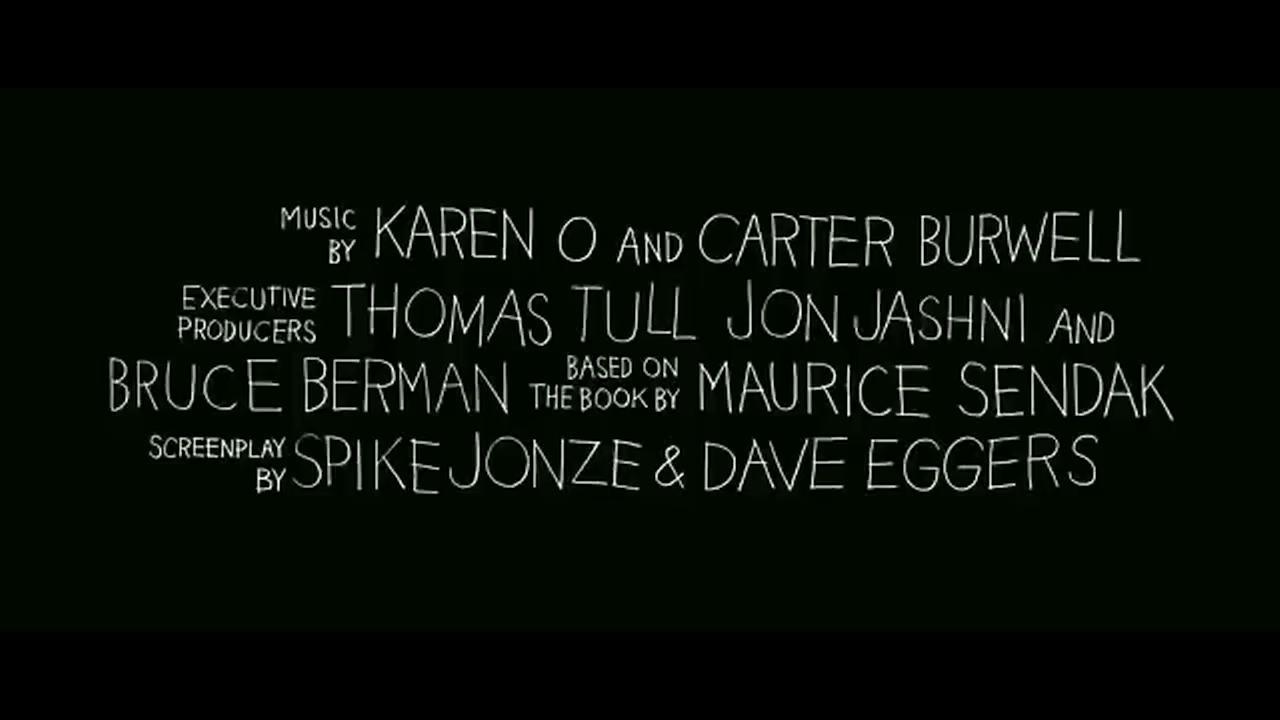 MUSIC BY KAREN O AND CARTER BURWELL
EXECUTIVE PRODUCERS THOMAS TULL JON JASHNI AND
BRUCE BERMAN BASED ON THE BOOK BY MAURICE SENDAK
SCREENPLAY BY SPIKE JONZE & DAVE EGGERS